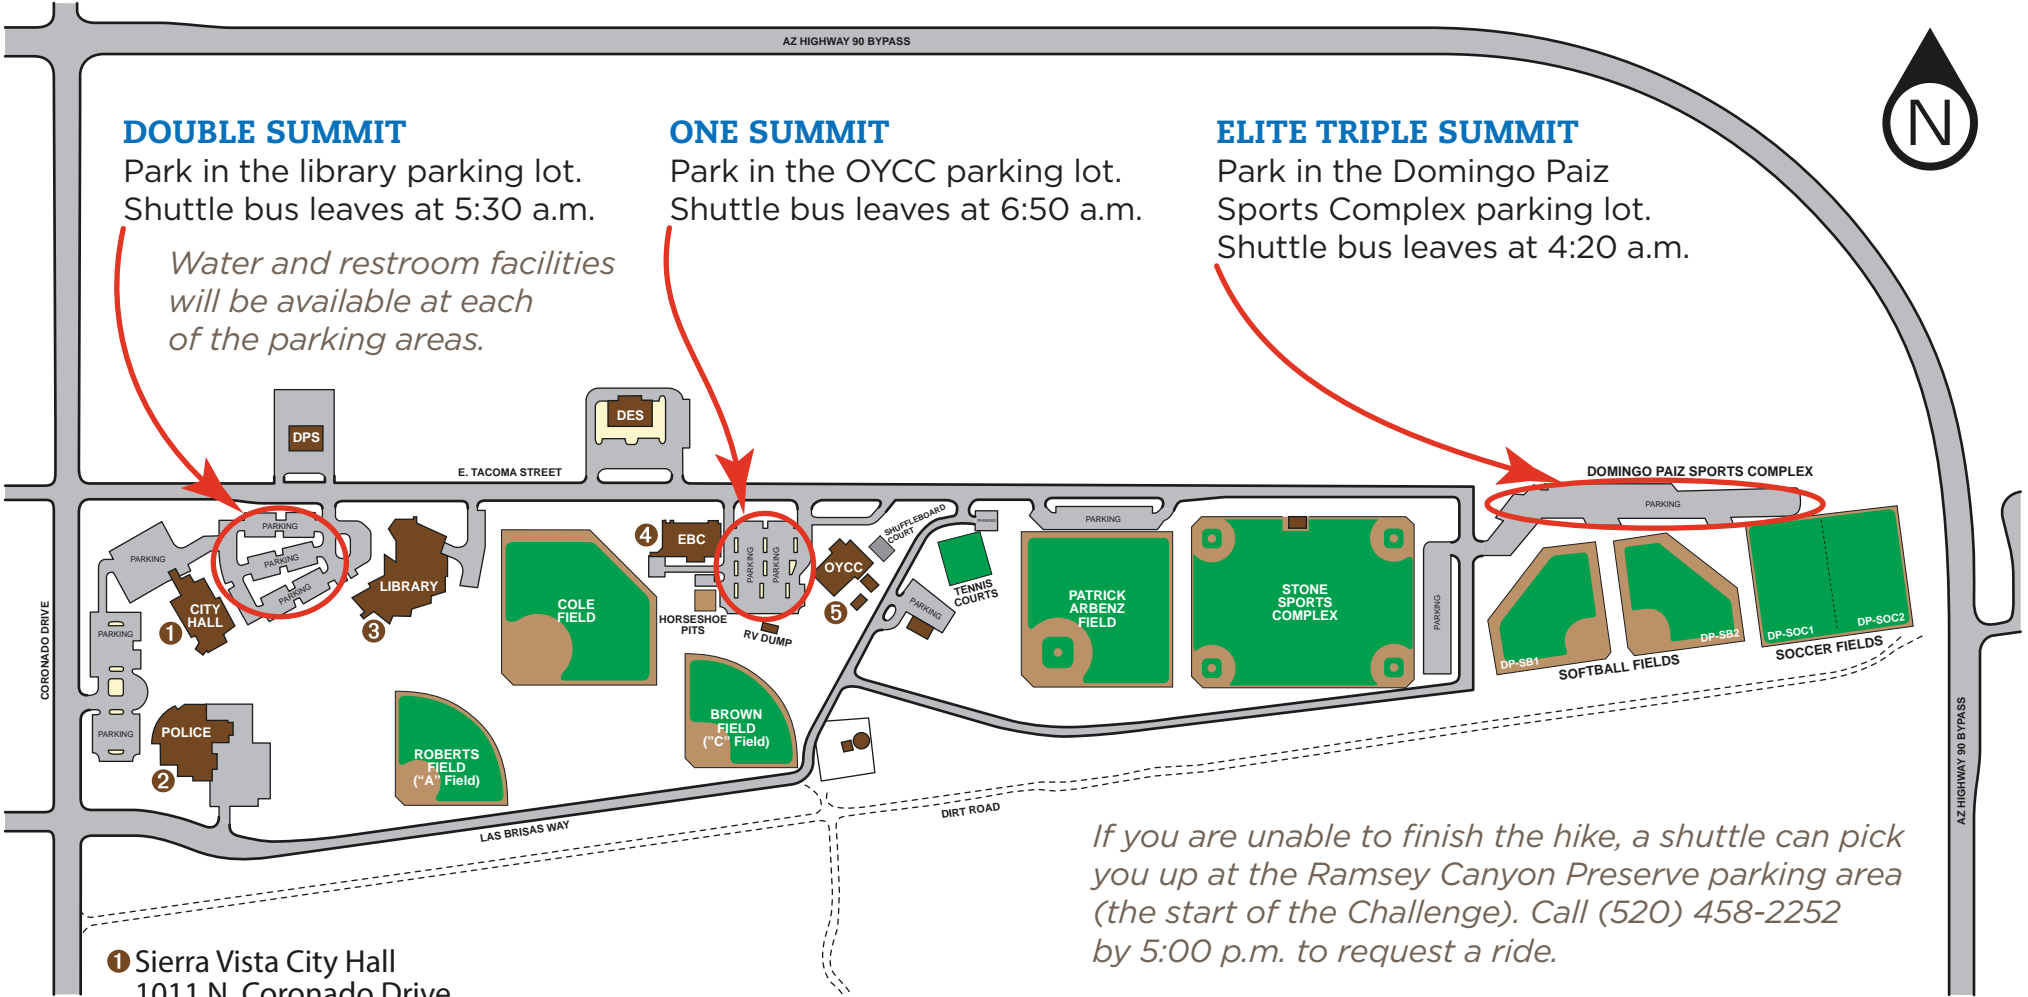 AZ HIGHWAY 90 BYPASS
N
DOUBLE SUMMIT
Park in the library parking lot.
Shuttle bus leaves at 5:30 a.m.
Water and restroom facilities
will be available at each
of the parking areas.
ONE SUMMIT
Park in the OYCC parking lot.
Shuttle bus leaves at 6:50 a.m.
ELITE TRIPLE SUMMIT
Park in the Domingo Paiz
Sports Complex parking lot.
Shuttle bus leaves at 4:20 a.m.
DPS
DES
E. TACOMA STREET
DOMINGO PAIZ SPORTS COMPLEX
PARKING
PARKING
PARKING
PARKING
PARKING
CITY
HALL
1
LIBRARY
3
PARKING
PARKING
POLICE
2
CORONADO DRIVE
COLE
FIELD
4
EBC
PARKING
PARKING
OYCC
5
SHUFFLEBOARD
COURT
HORSESHOE
PITS
RV DUMP
PARKING
PARKING
TENNIS
COURTS
PARKING
PATRICK
ARBENZ
FIELD
STONE
SPORTS
COMPLEX
PARKING
DP-SB1
DP-SB2
SOFTBALL FIELDS
DP-SOC1
DP-SOC2
SOCCER FIELDS
ROBERTS
FIELD
("A" Field)
BROWN
FIELD
("C" Field)
LAS BRISAS WAY
DIRT ROAD
AZ HIGHWAY 90 BYPASS
If you are unable to finish the hike, a shuttle can pick
you up at the Ramsey Canyon Preserve parking area
(the start of the Challenge). Call (520) 458-2252
by 5:00 p.m. to request a ride.
1 Sierra Vista City Hall
1011 N. Coronado Drive